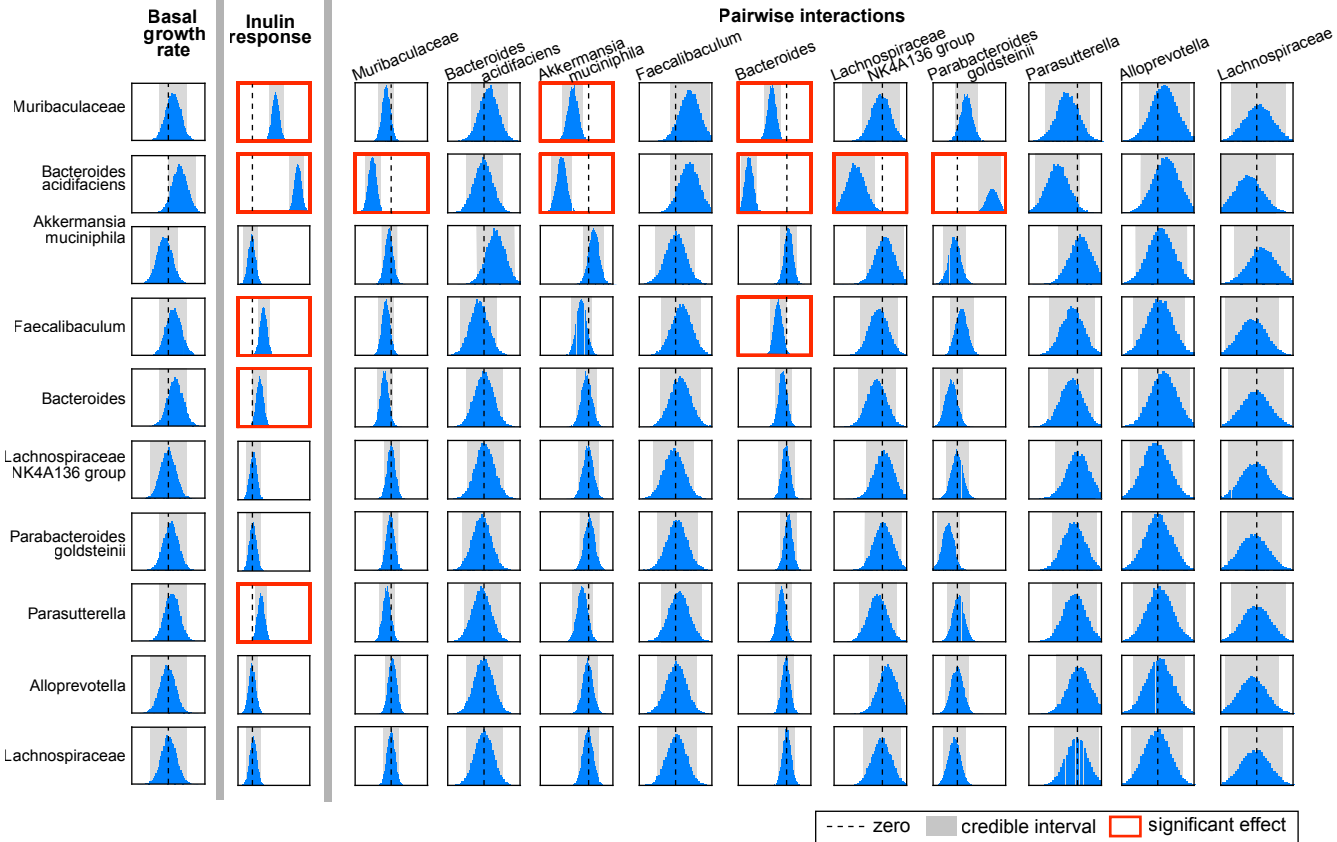 Basal
growth
rate
Inulin
response
Pairwise interactions
Muribaculaceae
Bacteroides
acidifaciens
Akkermansia
muciniphila
Faecalibaculum
Bacteroides
Lachnospiraceae
NK4A136 group
Parabacteroides
goldsteinii
Parasutterella
Alloprevotella
Lachnospiraceae
Muribaculaceae
Bacteroides
acidifaciens
Akkermansia
muciniphila
Faecalibaculum
Bacteroides
Lachnospiraceae
NK4A136 group
Parabacteroides
goldsteinii
Parasutterella
Alloprevotella
Lachnospiraceae
zero
credible interval
significant effect